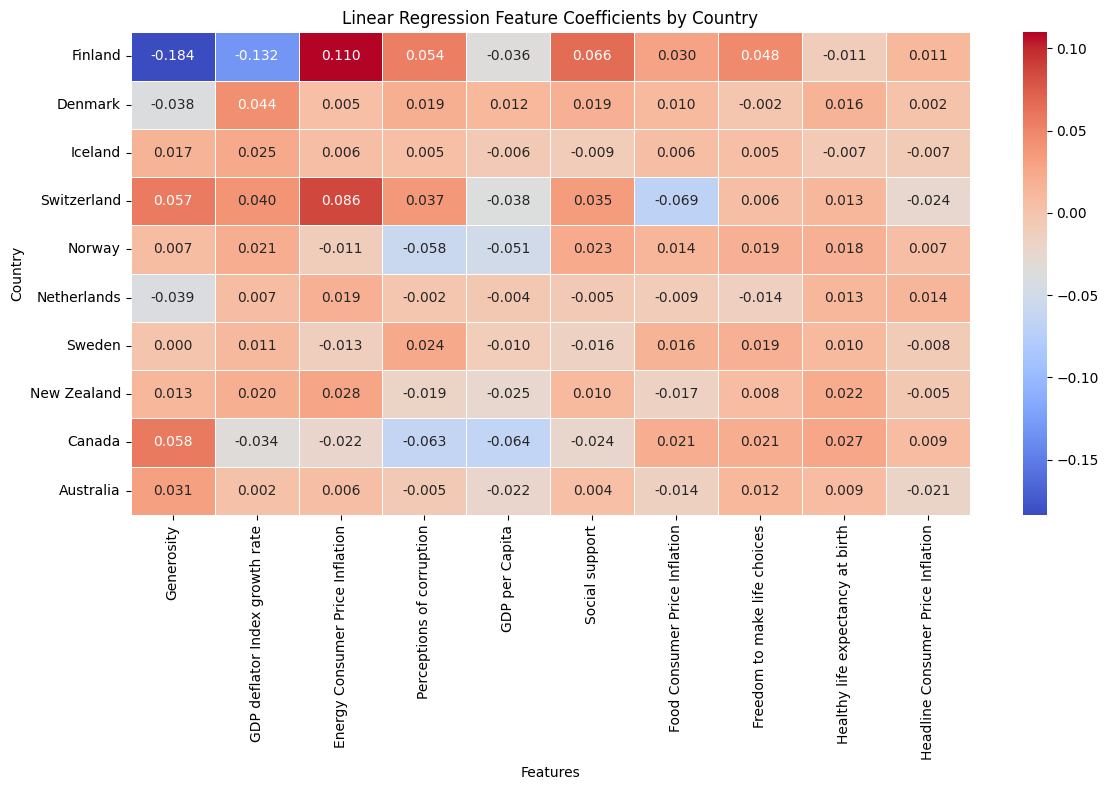 Linear Regression Feature Coefficients by Country
Country
Finland -0.184 -0.132 0.110 0.054 -0.036 0.066 0.030 0.048 -0.011 0.011
Denmark -0.038 0.044 0.005 0.019 0.012 0.019 0.010 -0.002 0.016 0.002
Iceland 0.017 0.025 0.006 0.005 -0.006 -0.009 0.006 0.005 -0.007 -0.007
Switzerland 0.057 0.040 0.086 0.037 -0.038 0.035 -0.069 0.006 0.013 -0.024
Norway 0.007 0.021 -0.011 -0.058 -0.051 0.023 0.014 0.019 0.018 0.007
Netherlands -0.039 0.007 0.019 -0.002 -0.004 -0.005 -0.009 -0.014 0.013 0.014
Sweden 0.000 0.011 -0.013 0.024 -0.010 -0.016 0.016 0.019 0.010 -0.008
New Zealand 0.013 0.020 0.028 -0.019 -0.025 0.010 -0.017 0.008 0.022 -0.005
Canada 0.058 -0.034 -0.022 -0.063 -0.064 -0.024 0.021 0.021 0.027 0.009
Australia 0.031 0.002 0.006 -0.005 -0.022 0.004 -0.014 0.012 0.009 -0.021
Generosity
GDP deflator Index growth rate
Energy Consumer Price Inflation
Perceptions of corruption
GDP per Capita
Social support
Food Consumer Price Inflation
Freedom to make life choices
Healthy life expectancy at birth
Headline Consumer Price Inflation
Features
0.10
0.05
0.00
−0.05
−0.10
−0.15